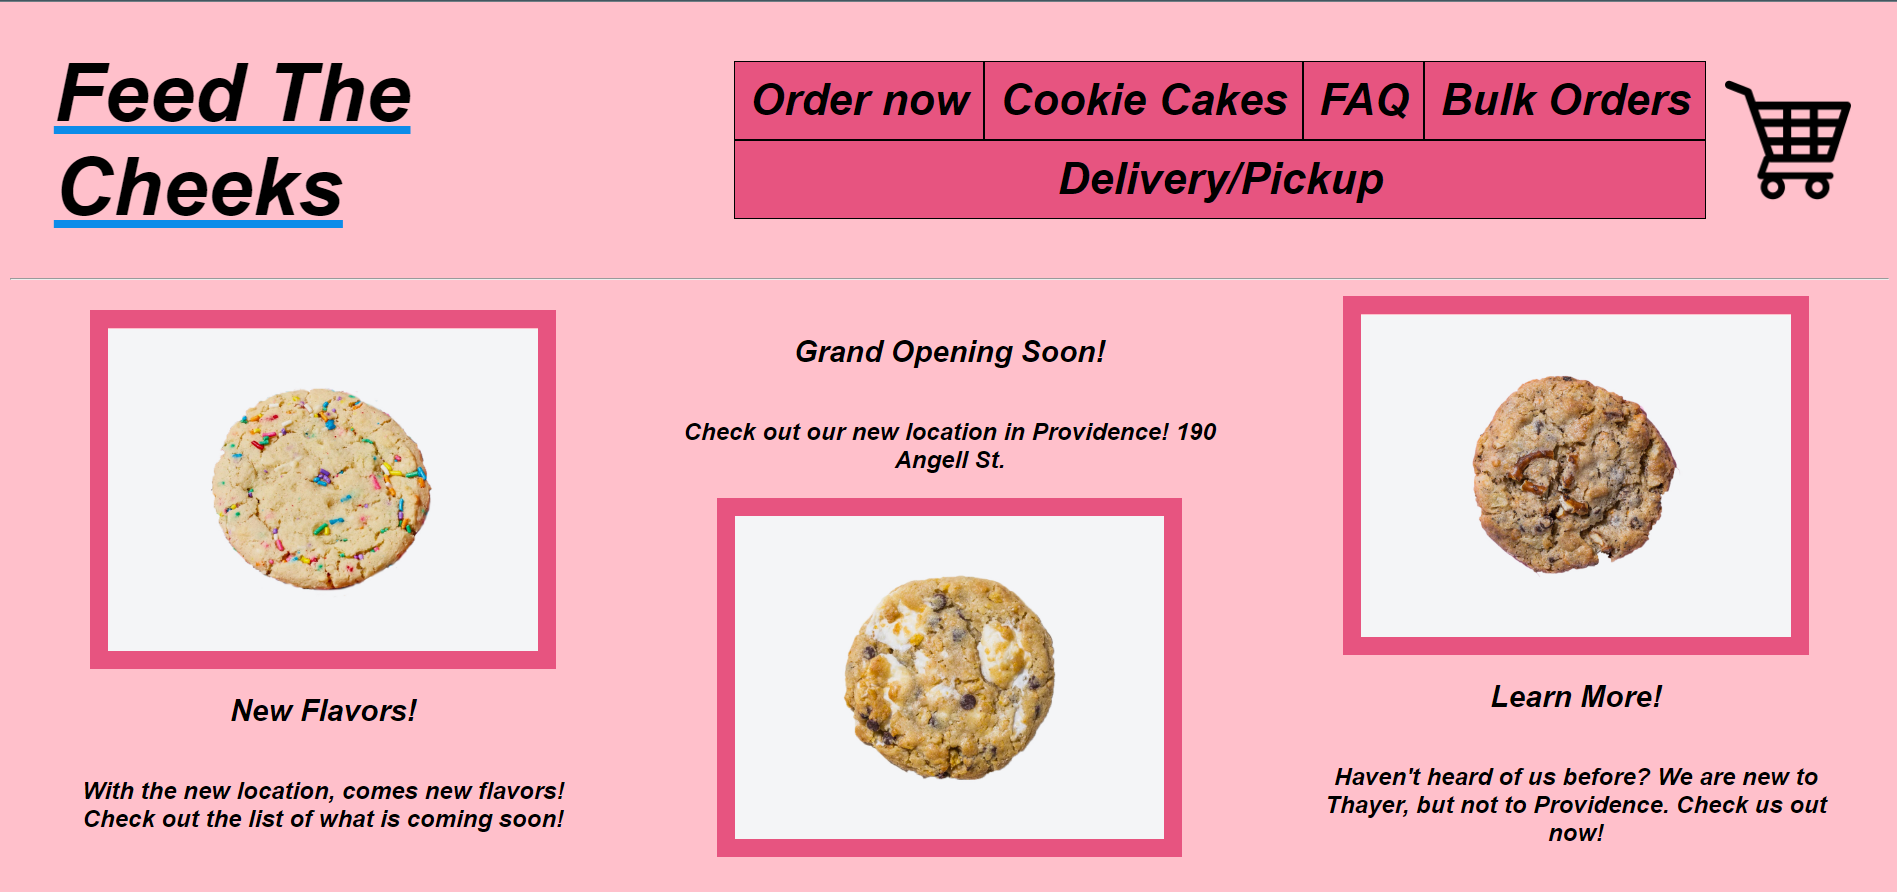 Feed The
Cheeks
Order now
Cookie Cakes
FAQ
Bulk Orders
Delivery/Pickup
New Flavors!
With the new location, comes new flavors!
Check out the list of what is coming soon!
Grand Opening Soon!
Check out our new location in Providence! 190
Angell St.
Learn More!
Haven't heard of us before? We are new to
Thayer, but not to Providence. Check us out
now!